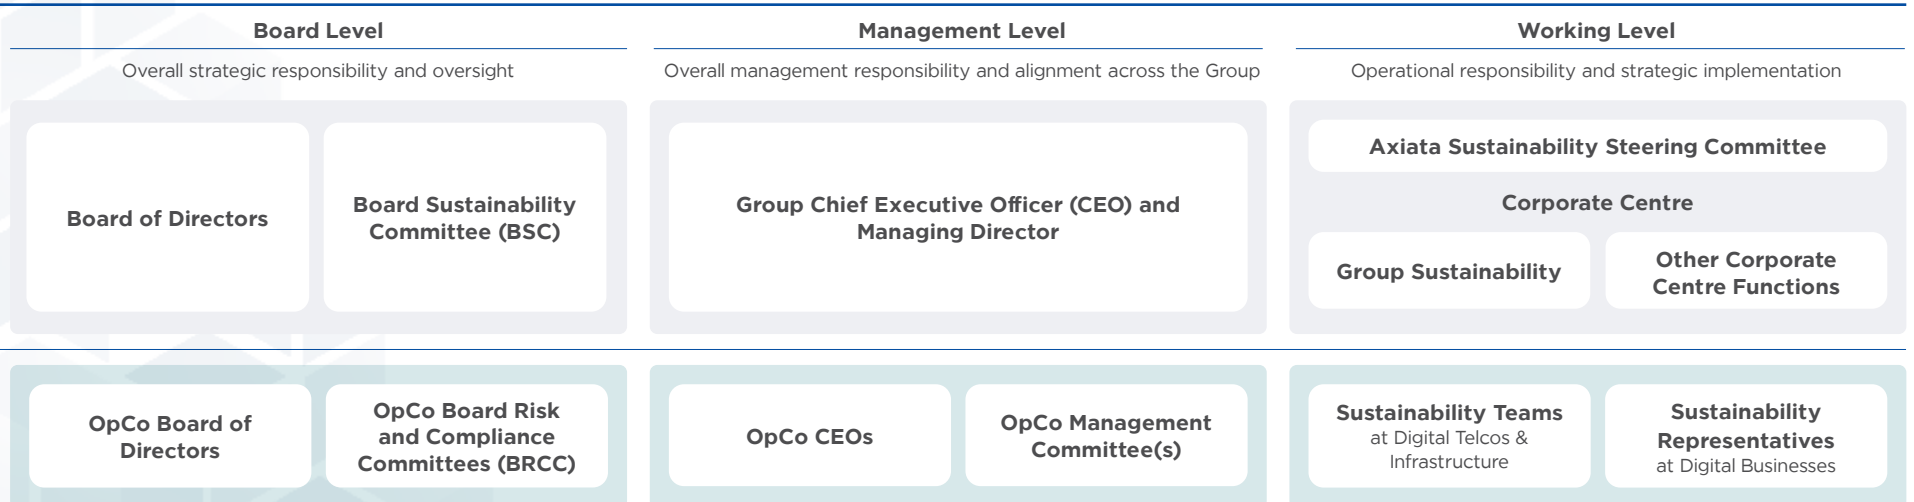 Board Level
Overall strategic responsibility and oversight
Board of Directors
Board Sustainability
Committee (BSC)
Management Level
Overall management responsibility and alignment across the Group
Group Chief Executive Officer (CEO) and
Managing Director
Working Level
Operational responsibility and strategic implementation
Axiata Sustainability Steering Committee
Corporate Centre
Group Sustainability
Other Corporate
Centre Functions
OpCo Board of
Directors
OpCo Board Risk
and Compliance
Committees (BRCC)
OpCo CEOs
OpCo Management
Committee(s)
Sustainability Teams
at Digital Telcos &
Infrastructure
Sustainability
Representatives
at Digital Businesses